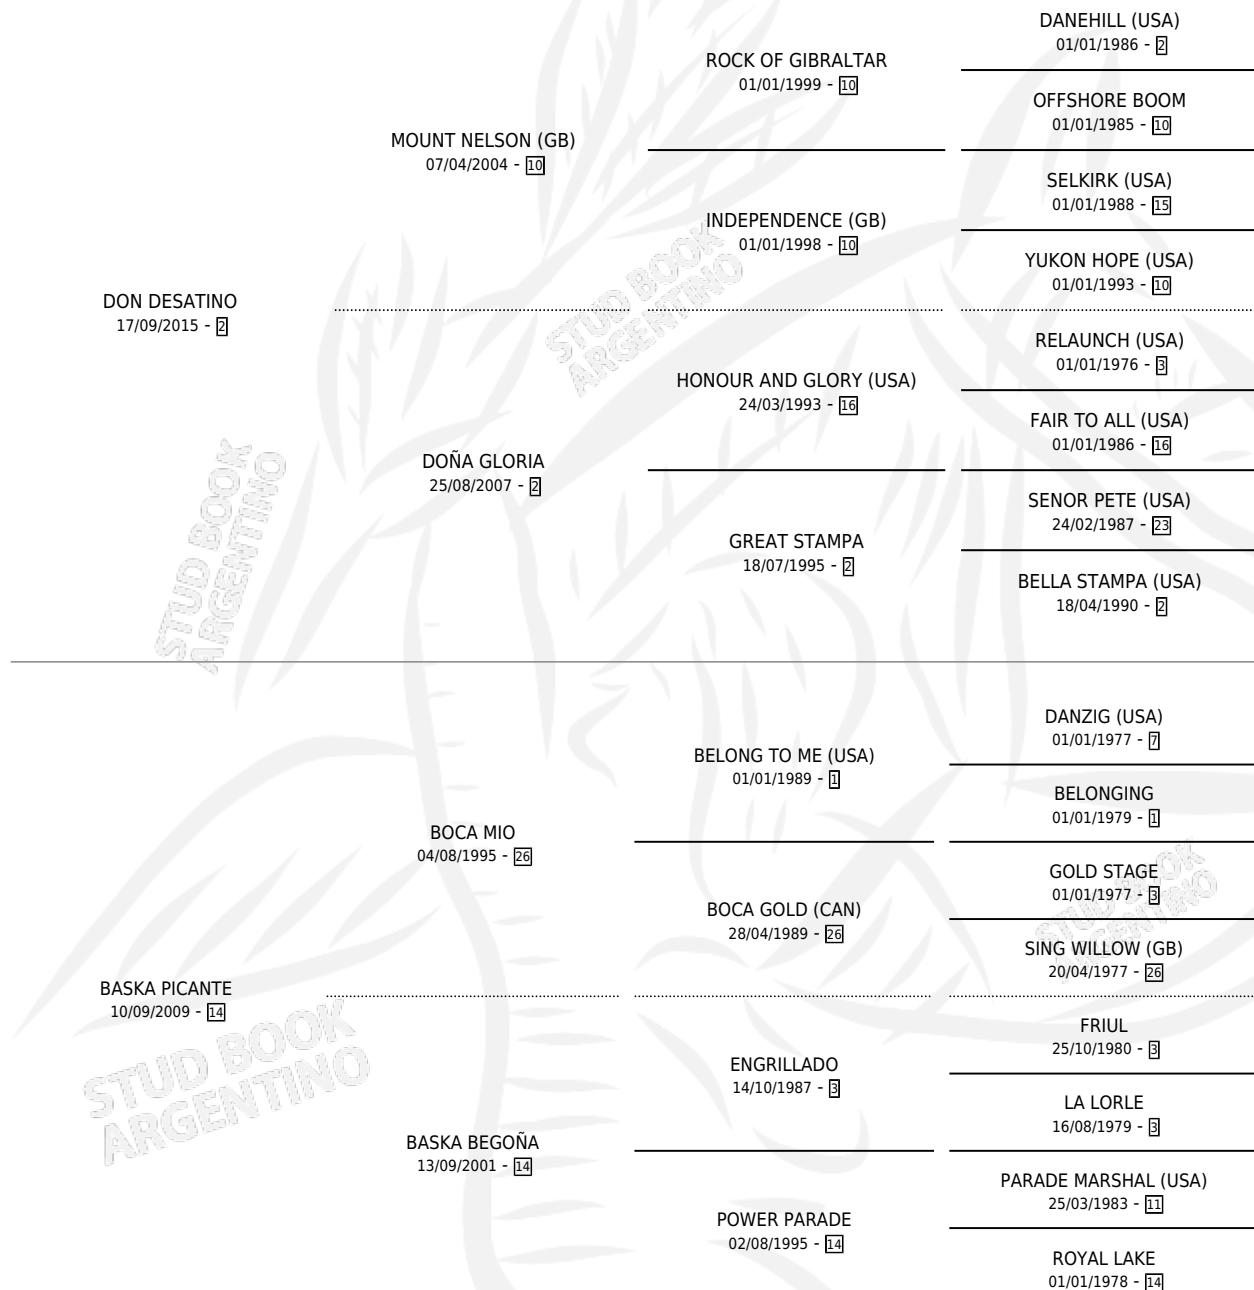 DON DESATINO
17/09/2015 - 2
MOUNT NELSON (GB)
07/04/2004 - 10
ROCK OF GIBRALTAR
01/01/1999 - 10
DANEHILL (USA)
01/01/1986 - 2
OFFSHORE BOOM
01/01/1985 - 10
INDEPENDENCE (GB)
01/01/1998 - 10
SELKIRK (USA)
01/01/1988 - 15
YUKON HOPE (USA)
01/01/1993 - 10
DOÑA GLORIA
25/08/2007 - 2
HONOUR AND GLORY (USA)
24/03/1993 - 16
RELAUNCH (USA)
01/01/1976 - 3
FAIR TO ALL (USA)
01/01/1986 - 16
GREAT STAMPA
18/07/1995 - 2
SENOR PETE (USA)
24/02/1987 - 23
BELLA STAMPA (USA)
18/04/1990 - 2
BASKA PICANTE
10/09/2009 - 14
BOCA MIO
04/08/1995 - 26
BELONG TO ME (USA)
01/01/1989 - 1
DANZIG (USA)
01/01/1977 - 7
BELONGING
01/01/1979 - 1
BOCA GOLD (CAN)
28/04/1989 - 26
GOLD STAGE
01/01/1977 - 3
SING WILLOW (GB)
20/04/1977 - 26
BASKA BEGOÑA
13/09/2001 - 14
ENGRILLADO
14/10/1987 - 3
FRIUL
25/10/1980 - 3
LA LORLE
16/08/1979 - 3
POWER PARADE
02/08/1995 - 14
PARADE MARSHAL (USA)
25/03/1983 - 11
ROYAL LAKE
01/01/1978 - 14
STUD BOOK
ARGENTINO
STUD BOOK
ARGENTINO
STUD BOOK
ARGENTINO
STUD BOOK
ARGENTINO